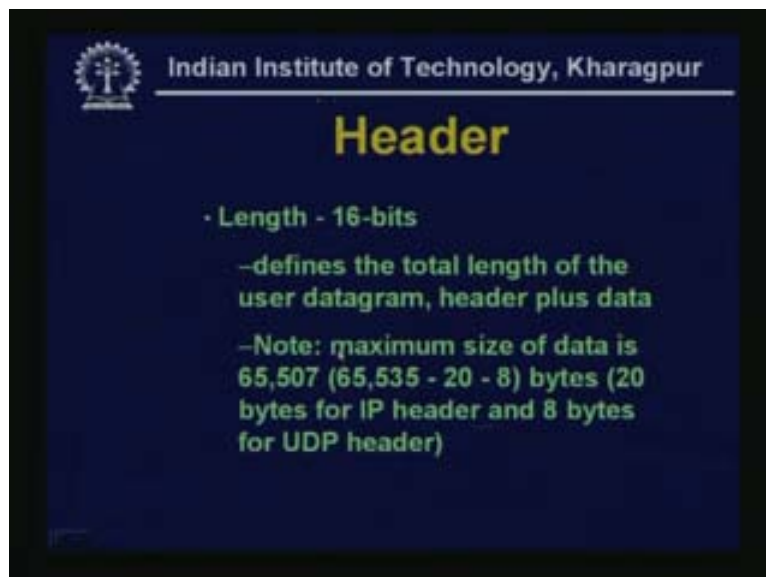 Indian Institute of Technology, Kharagpur
Header
· Length - 16-bits
–defines the total length of the
user datagram, header plus data
–Note: maximum size of data is
65,507 (65,535 - 20 - 8) bytes (20
bytes for IP header and 8 bytes
for UDP header)